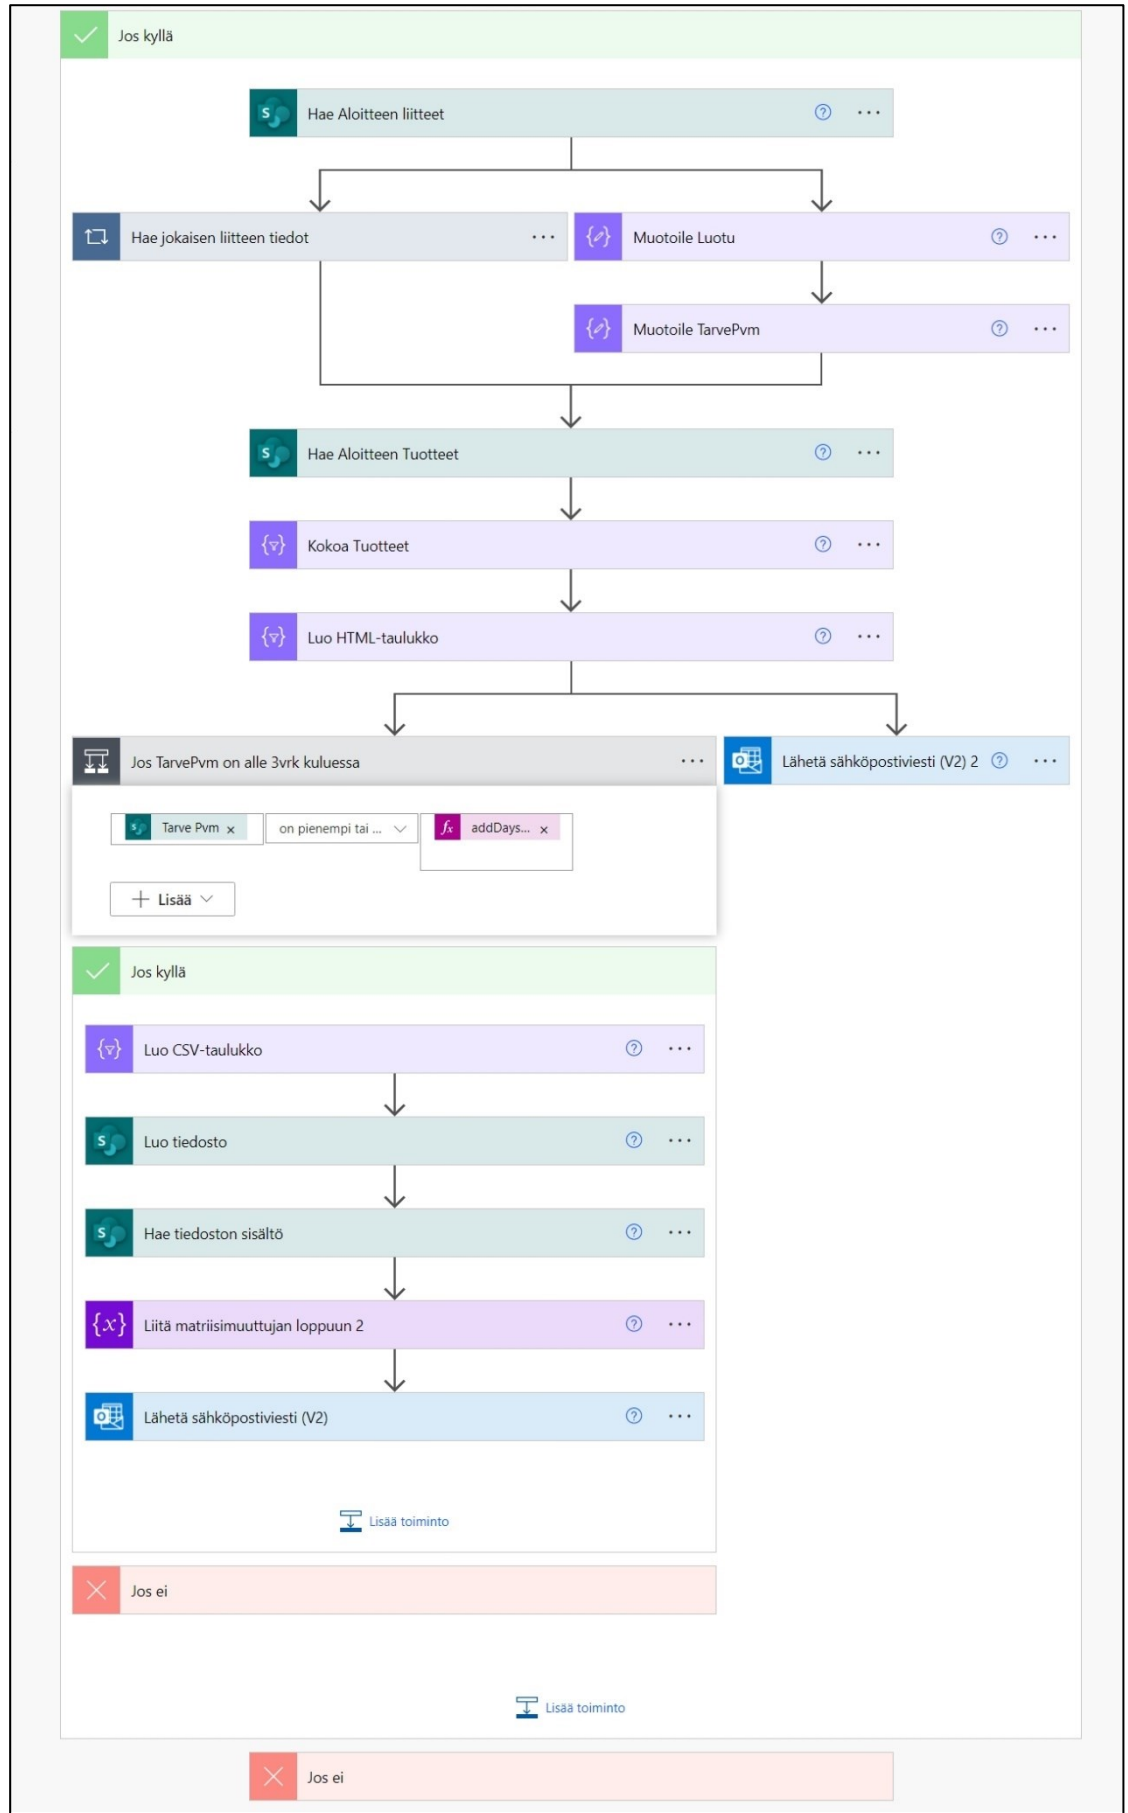 Jos kyllä
Hae Aloitteen liitteet
Hae jokaisen liitteen tiedot
Muotoile Luotu
Muotoile TarvePvm
Hae Aloitteen Tuotteet
Kokoa Tuotteet
Luo HTML-taulukko
Jos TarvePvm on alle 3vrk kuluessa
Lähetä sähköpostiviesti (V2) 2
Tarve Pvm x on pienempi tai ... fx addDays... x
+ Lisää
Jos kyllä
Luo CSV-taulukko
Luo tiedosto
Hae tiedoston sisältö
{x} Liitä matriisimuuttujan loppuun 2
Lähetä sähköpostiviesti (V2)
Lisää toiminto
Jos ei
Lisää toiminto
Jos ei